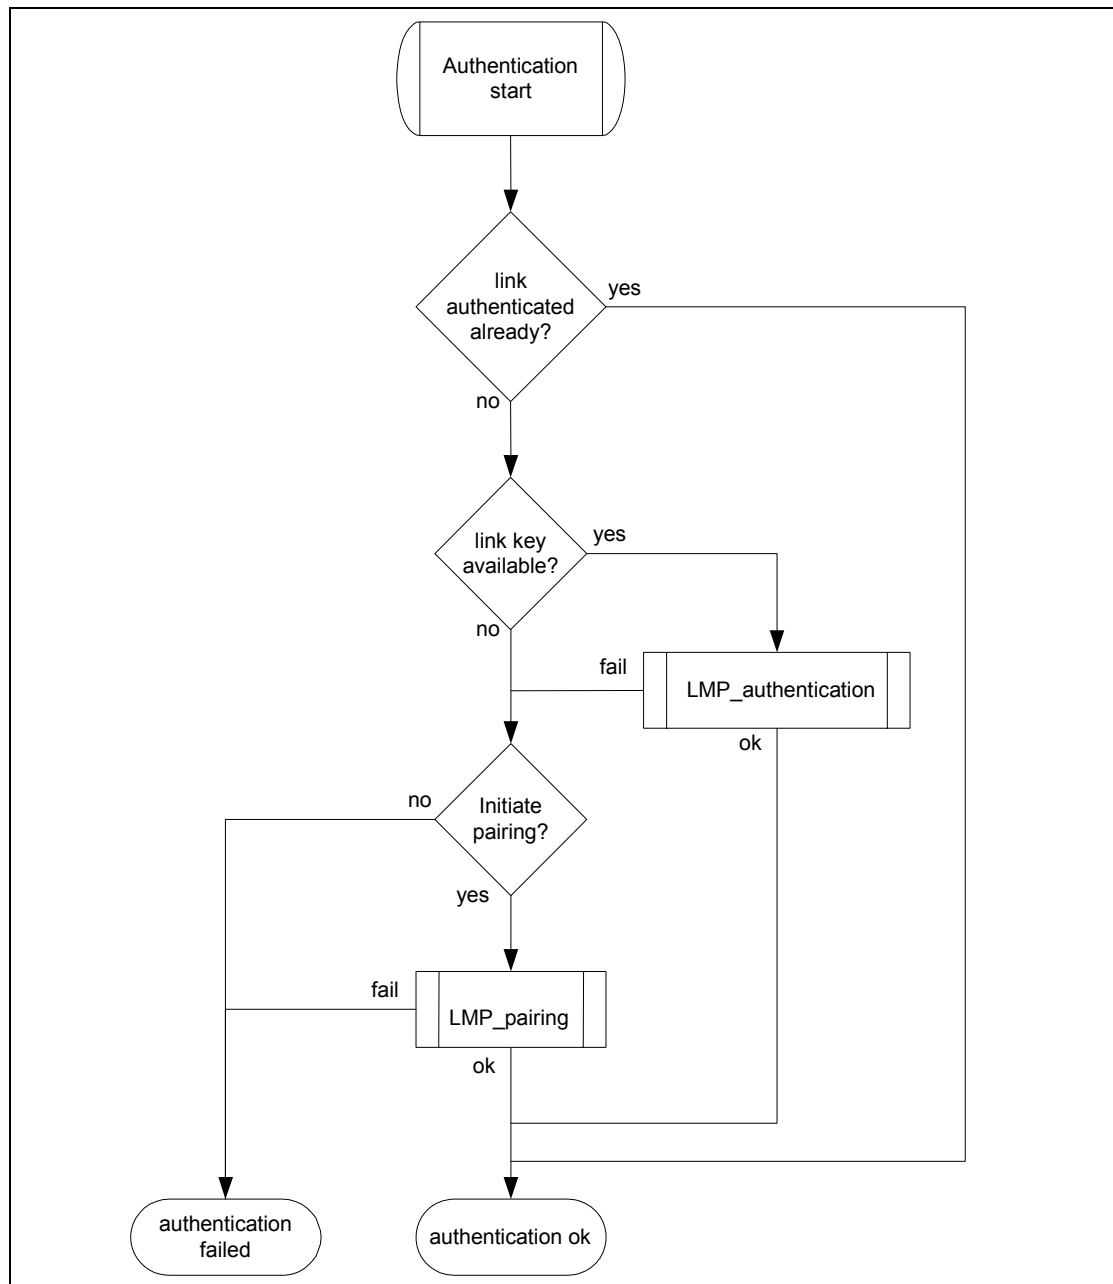 Authentication
start
link
authenticated
already?
yes
no
link key
available?
yes
no
fail
LMP_authentication
ok
no
Initiate
pairing?
yes
fail
LMP_pairing
ok
authentication
failed
authentication ok